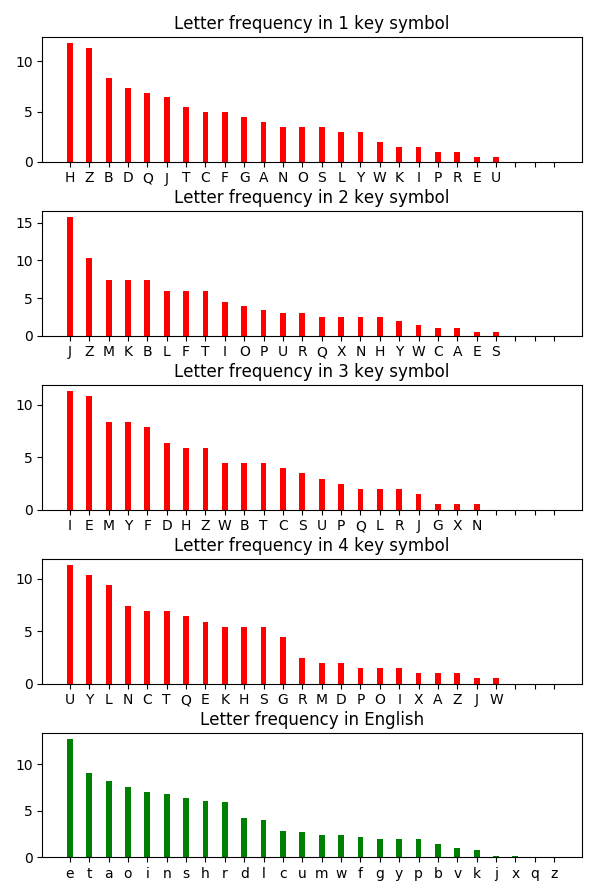 Letter frequency in 1 key symbol
10
5
0
H Z B D Q J T C F G A N O S L Y W K I P R E U
Letter frequency in 2 key symbol
15
10
5
0
J Z M K B L F T I O P U R Q X N H Y W C A E S
Letter frequency in 3 key symbol
10
5
0
I E M Y F D H Z W B T C S U P Q L R J G X N
Letter frequency in 4 key symbol
10
5
0
U Y L N C T Q E K H S G R M D P O I X A Z J W
Letter frequency in English
10
5
0
e t a o i n s h r d l c u m w f g y p b v k j x q z